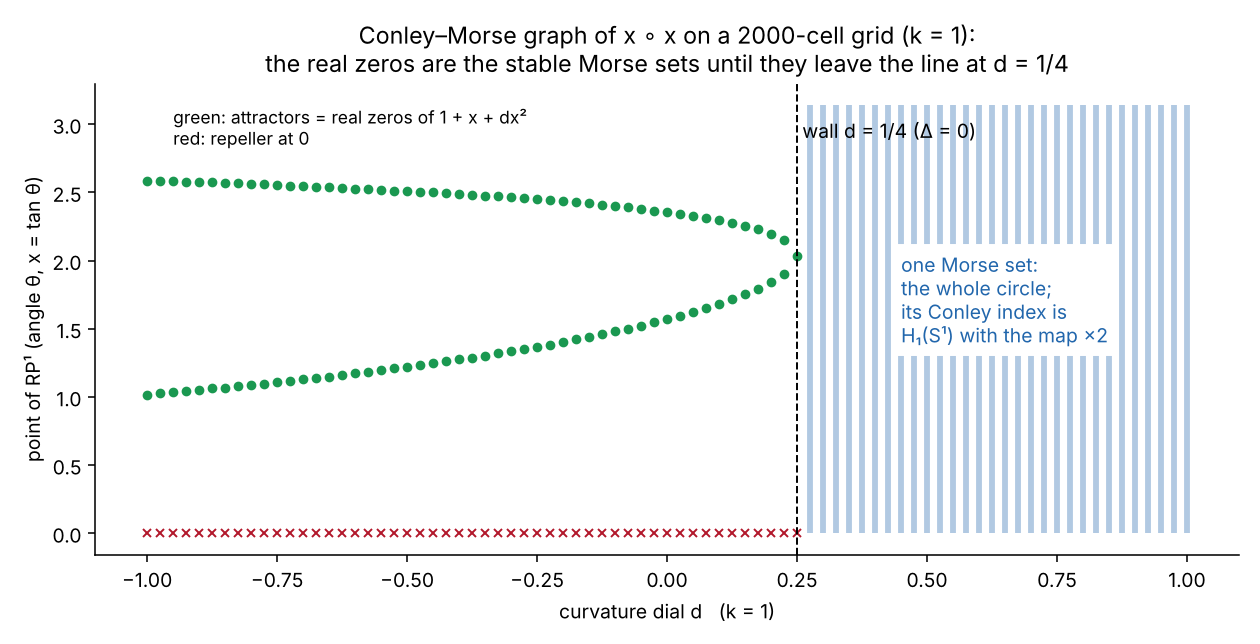 Conley–Morse graph of x ∘ x on a 2000-cell grid (k = 1):
the real zeros are the stable Morse sets until they leave the line at d = 1/4
green: attractors = real zeros of 1 + x + dx²
red: repeller at 0
wall d = 1/4 (Δ = 0)
one Morse set:
the whole circle;
its Conley index is
H₁(S¹) with the map ×2
point of RP¹ (angle θ, x = tan θ)
3.0
2.5
2.0
1.5
1.0
0.5
0.0
−1.00 −0.75 −0.50 −0.25 0.00 0.25 0.50 0.75 1.00
curvature dial d (k = 1)